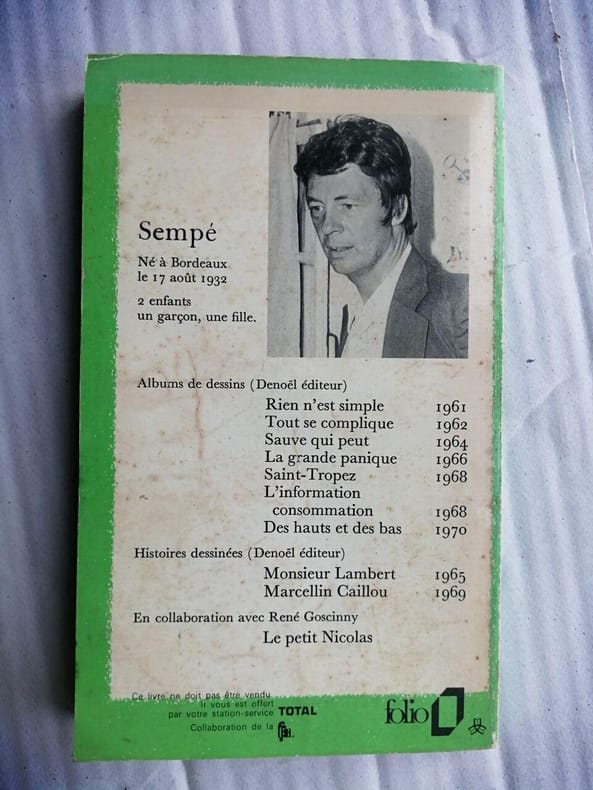 Sempé
Né à Bordeaux
le 17 août 1932
2 enfants
un garçon, une fille.
Albums de dessins (Denoël éditeur)
Rien n'est simple 1961
Tout se complique 1962
Sauve qui peut 1964
La grande panique 1966
Saint-Tropez 1968
L'information
consommation 1968
Des hauts et des bas 1970
Histoires dessinées (Denoël éditeur)
Monsieur Lambert 1965
Marcellin Caillou 1969
En collaboration avec René Goscinny
Le petit Nicolas
Ce livre ne doit pas être vendu
Il vous est offert
par votre station-service TOTAL
Collaboration de la
folio